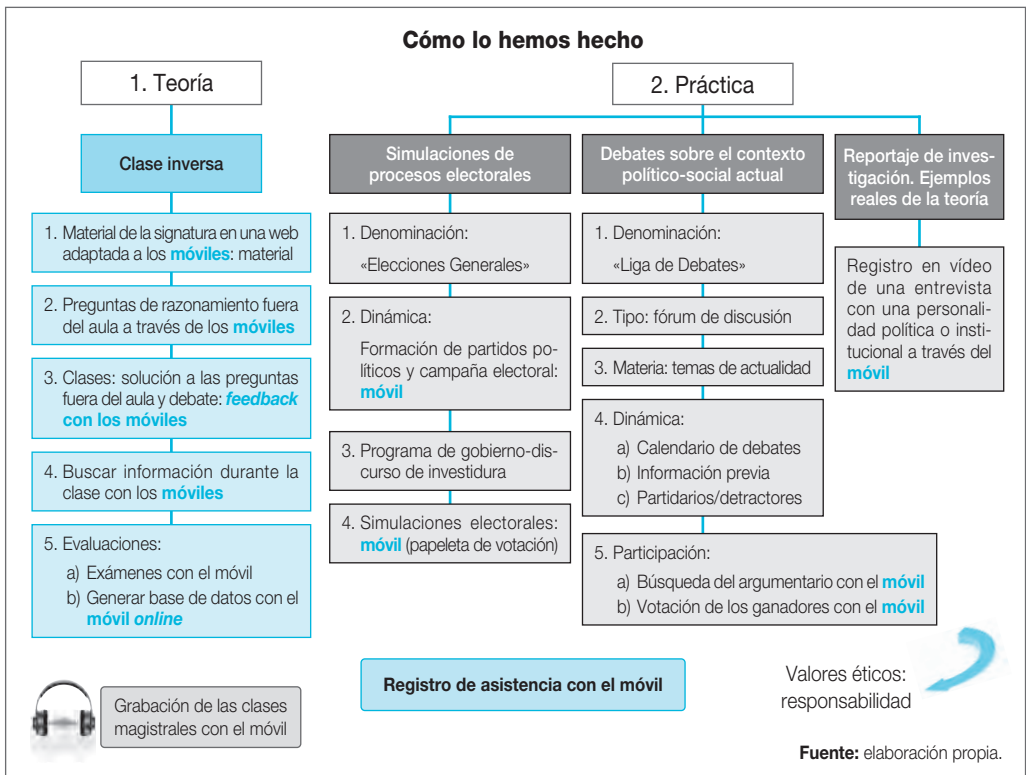 Cómo lo hemos hecho
1. Teoría
Clase inversa
1. Material de la signatura en una web
adaptada a los móviles: material
2. Preguntas de razonamiento fuera
del aula a través de los móviles
3. Clases: solución a las preguntas
fuera del aula y debate: feedback
con los móviles
4. Buscar información durante la
clase con los móviles
5. Evaluaciones:
a) Exámenes con el móvil
b) Generar base de datos con el
móvil online
2. Práctica
Simulaciones de
procesos electorales
1. Denominación:
«Elecciones Generales»
2. Dinámica:
Formación de partidos po-
líticos y campaña electoral:
móvil
3. Programa de gobierno-dis-
curso de investidura
4. Simulaciones electorales:
móvil (papeleta de votación)
Debates sobre el contexto
político-social actual
1. Denominación:
«Liga de Debates»
2. Tipo: fórum de discusión
3. Materia: temas de actualidad
4. Dinámica:
a) Calendario de debates
b) Información previa
c) Partidarios/detractores
5. Participación:
a) Búsqueda del argumentario con el móvil
b) Votación de los ganadores con el móvil
Reportaje de inves-
tigación. Ejemplos
reales de la teoría
Registro en vídeo
de una entrevista
con una personali-
dad política o insti-
tucional a través del
móvil
Grabación de las clases
magistrales con el móvil
Registro de asistencia con el móvil
Valores éticos:
responsabilidad
Fuente: elaboración propia.